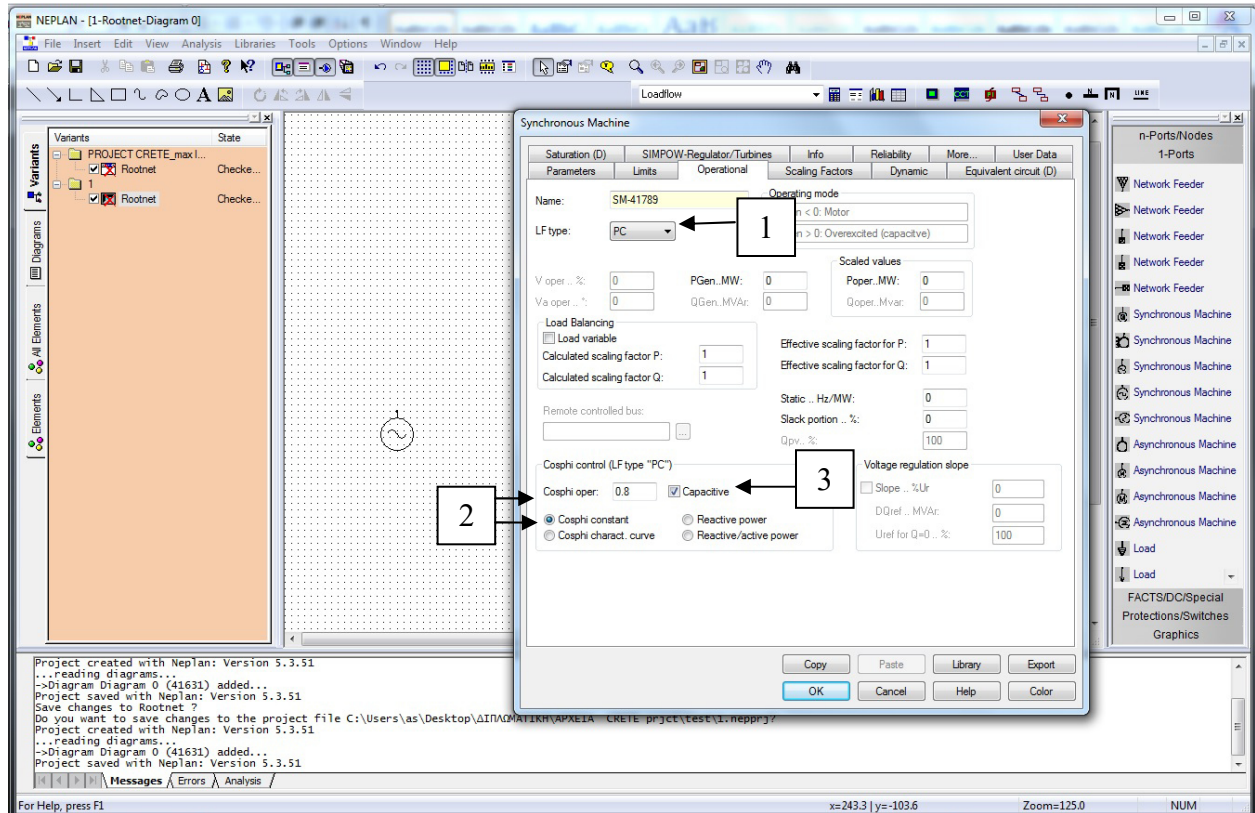 NEPLAN - [1-Rootnet-Diagram 0]
File Insert Edit View Analysis Libraries Tools Options Window Help
Loadflow
Variants
Diagrams
All Elements
Elements
Variants State
PROJECT CRETE_max l...
Rootnet Checke...
1
Rootnet Checke...
1
Synchronous Machine
Saturation (D) SIMPOW-Regulator/Turbines Info Reliability More... User Data
Parameters Limits Operational Scaling Factors Dynamic Equivalent circuit (D)
Name: SM-41789
Operating mode
n < 0: Motor
LF type: PC
n > 0: Overexcited (capacitve)
1
Scaled values
V oper .. %: 0 PGen..MW: 0 Poper..MW: 0
Va oper .. °: 0 QGen..MVAr: 0 Qoper..Mvar: 0
Load Balancing
Load variable
Calculated scaling factor P: 1
Calculated scaling factor Q: 1
Effective scaling factor for P: 1
Effective scaling factor for Q: 1
Static .. Hz/MW: 0
Remote controlled bus:
...
Slack portion .. %: 0
Qpv.. %: 100
Cosphi control (LF type "PC")
Cosphi oper: 0.8 Capacitive
Cosphi constant Reactive power
Cosphi charact. curve Reactive/active power
2
3
Voltage regulation slope
Slope .. %Ur 0
DQref .. MVAr: 0
Uref for Q=0 .. %: 100
Copy Paste Library Export
OK Cancel Help Color
n-Ports/Nodes
1-Ports
Network Feeder
Network Feeder
Network Feeder
Network Feeder
Network Feeder
Synchronous Machine
Synchronous Machine
Synchronous Machine
Synchronous Machine
Synchronous Machine
Asynchronous Machine
Asynchronous Machine
Asynchronous Machine
Asynchronous Machine
Load
Load
FACTS/DC/Special
Protections/Switches
Graphics
Project created with Neplan: Version 5.3.51
...reading diagrams...
->Diagram Diagram 0 (41631) added...
Project saved with Neplan: Version 5.3.51
Save changes to Rootnet ?
Do you want to save changes to the project file C:\Users\as\Desktop\ΔΙΠΛΩΜΑΤΙΚΗ\ΑΡΧΕΙΑ CRETE prjct\test\1.nepprj?
Project created with Neplan: Version 5.3.51
...reading diagrams...
->Diagram Diagram 0 (41631) added...
Project saved with Neplan: Version 5.3.51
Messages Errors Analysis
For Help, press F1 x=243.3 | y=-103.6 Zoom=125.0 NUM